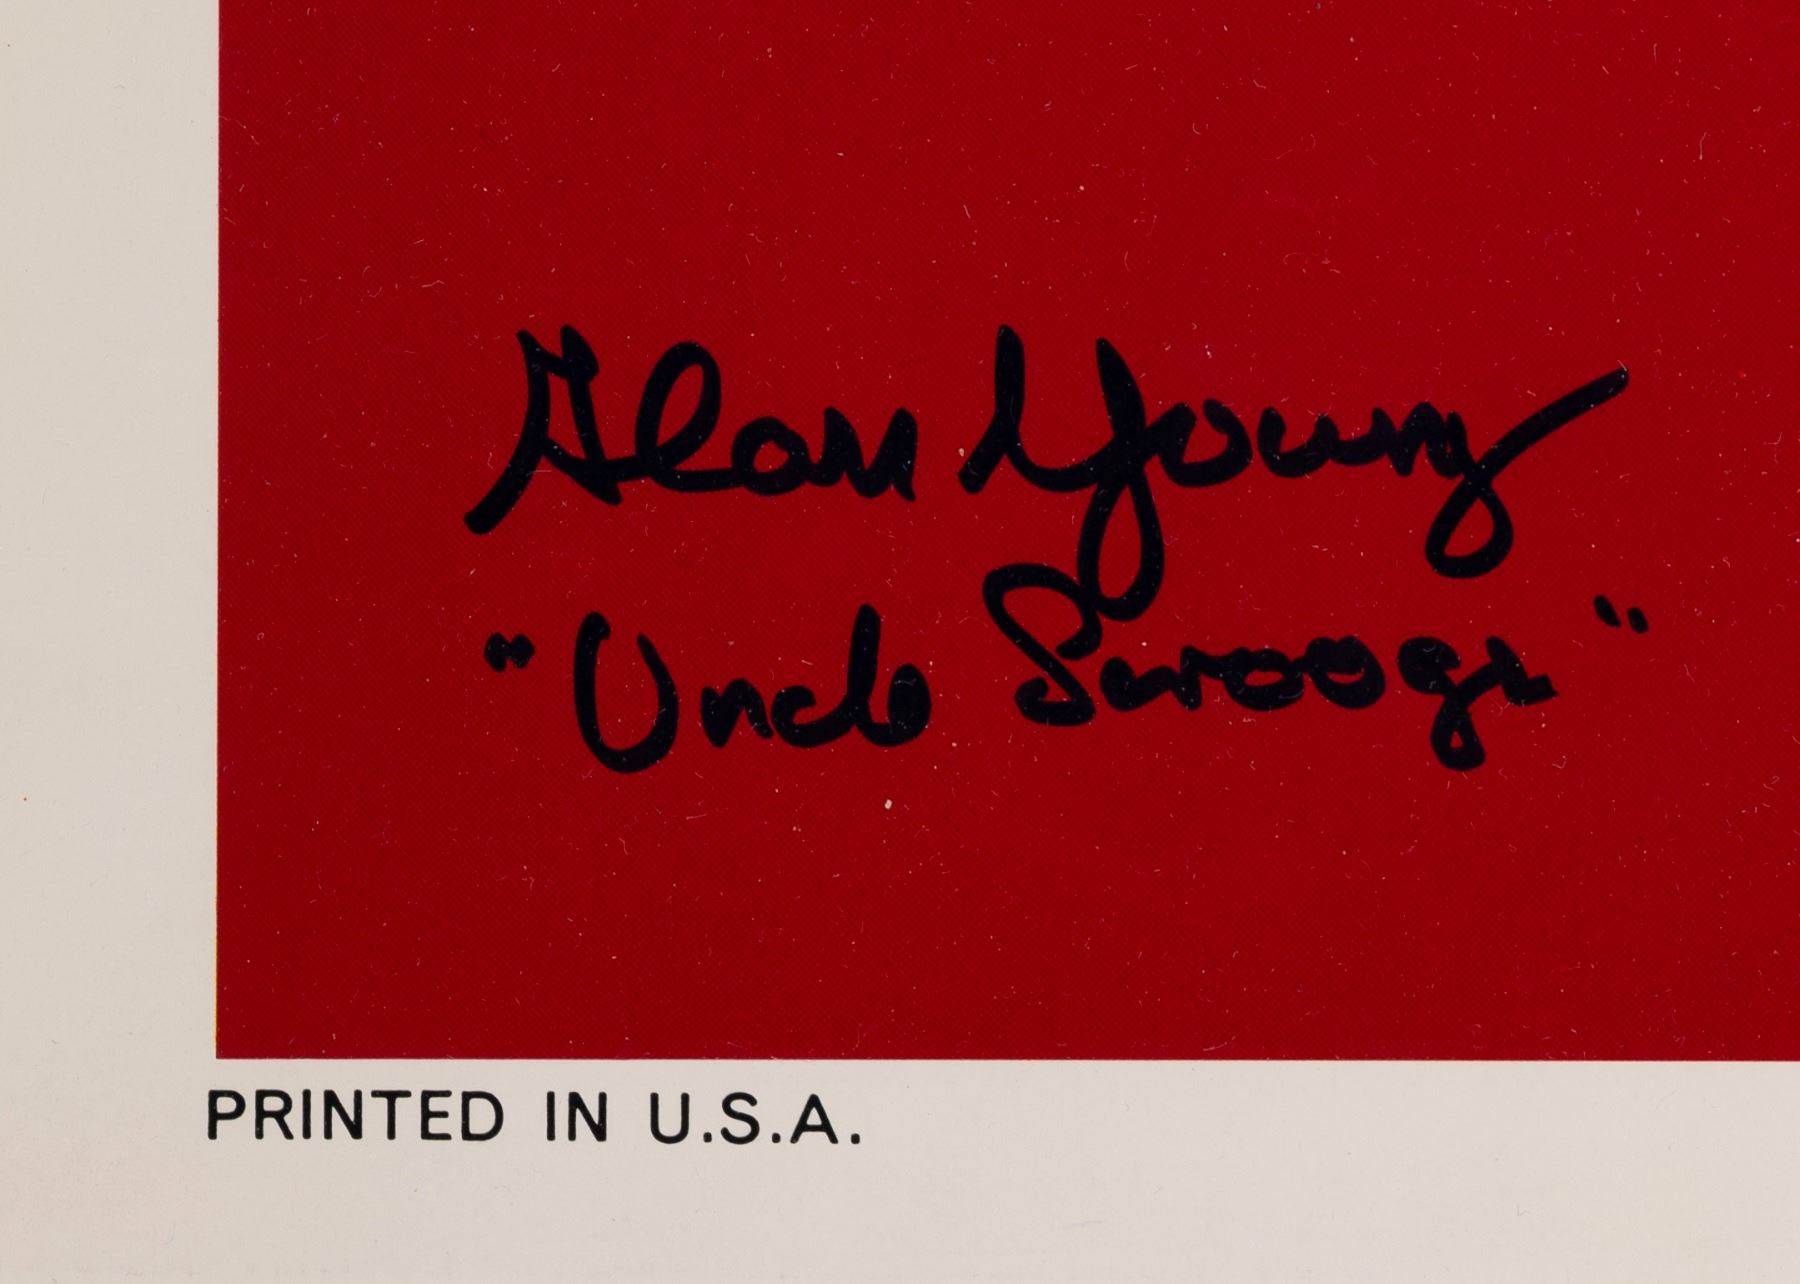 Alan Young
"Uncle Scrooge"
PRINTED IN U.S.A.